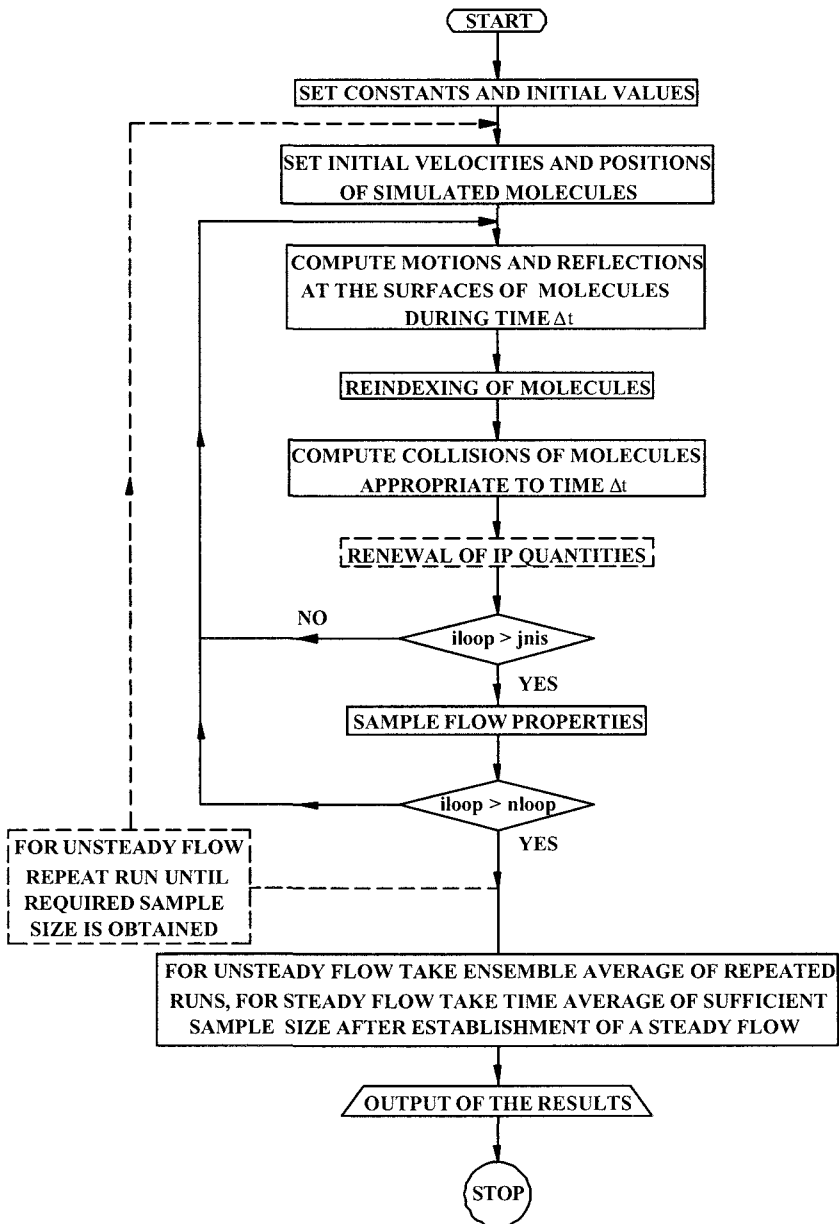 START
SET CONSTANTS AND INITIAL VALUES
SET INITIAL VELOCITIES AND POSITIONS
OF SIMULATED MOLECULES
COMPUTE MOTIONS AND REFLECTIONS
AT THE SURFACES OF MOLECULES
DURING TIME Δt
REINDEXING OF MOLECULES
COMPUTE COLLISIONS OF MOLECULES
APPROPRIATE TO TIME Δt
RENEWAL OF IP QUANTITIES
NO
iloop > jnis
YES
SAMPLE FLOW PROPERTIES
iloop > nloop
YES
FOR UNSTEADY FLOW
REPEAT RUN UNTIL
REQUIRED SAMPLE
SIZE IS OBTAINED
FOR UNSTEADY FLOW TAKE ENSEMBLE AVERAGE OF REPEATED
RUNS, FOR STEADY FLOW TAKE TIME AVERAGE OF SUFFICIENT
SAMPLE SIZE AFTER ESTABLISHMENT OF A STEADY FLOW
OUTPUT OF THE RESULTS
STOP